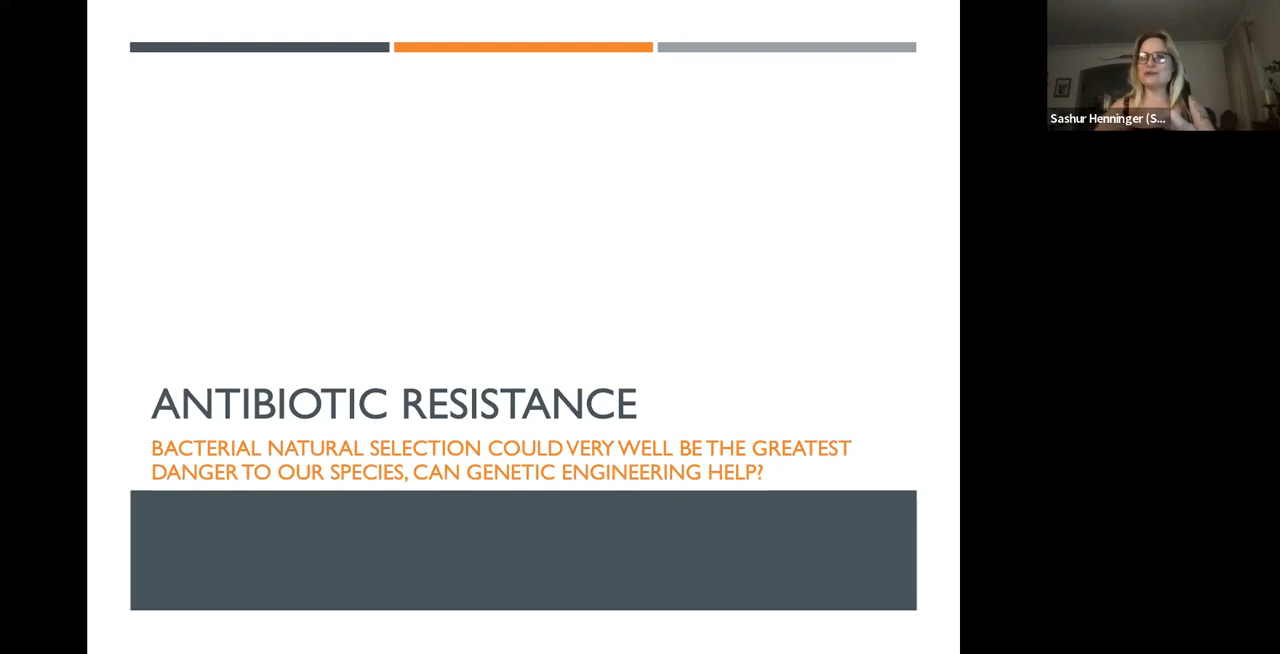 ANTIBIOTIC RESISTANCE
BACTERIAL NATURAL SELECTION COULD VERY WELL BE THE GREATEST
DANGER TO OUR SPECIES, CAN GENETIC ENGINEERING HELP?
Sashur Henninger (S...